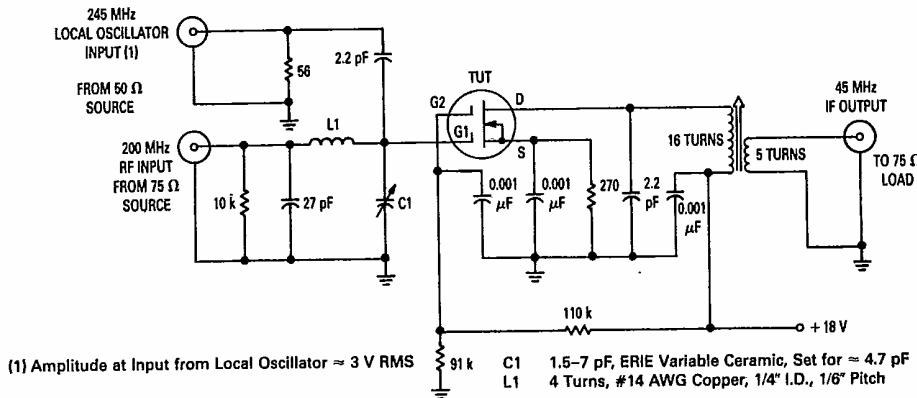 245 MHz
LOCAL OSCILLATOR
INPUT (1)
FROM 50 Ω
SOURCE
56
2.2 pF
TUT
G2
D
G1
S
L1
200 MHz
RF INPUT
FROM 75 Ω
SOURCE
10 k
27 pF
C1
0.001
μF
0.001
μF
270
2.2
pF
0.001
μF
16 TURNS
5 TURNS
45 MHz
IF OUTPUT
TO 75 Ω
LOAD
110 k
+ 18 V
91 k
(1) Amplitude at Input from Local Oscillator ≈ 3 V RMS
C1 1.5–7 pF, ERIE Variable Ceramic, Set for ≈ 4.7 pF
L1 4 Turns, #14 AWG Copper, 1/4" I.D., 1/6" Pitch